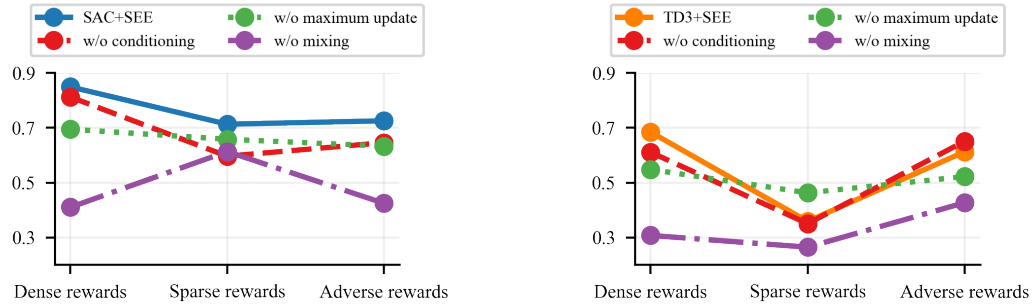 SAC+SEE
w/o maximum update
w/o conditioning
w/o mixing
0.9
0.7
0.5
0.3
Dense rewards
Sparse rewards
Adverse rewards
TD3+SEE
w/o maximum update
w/o conditioning
w/o mixing
0.9
0.7
0.5
0.3
Dense rewards
Sparse rewards
Adverse rewards